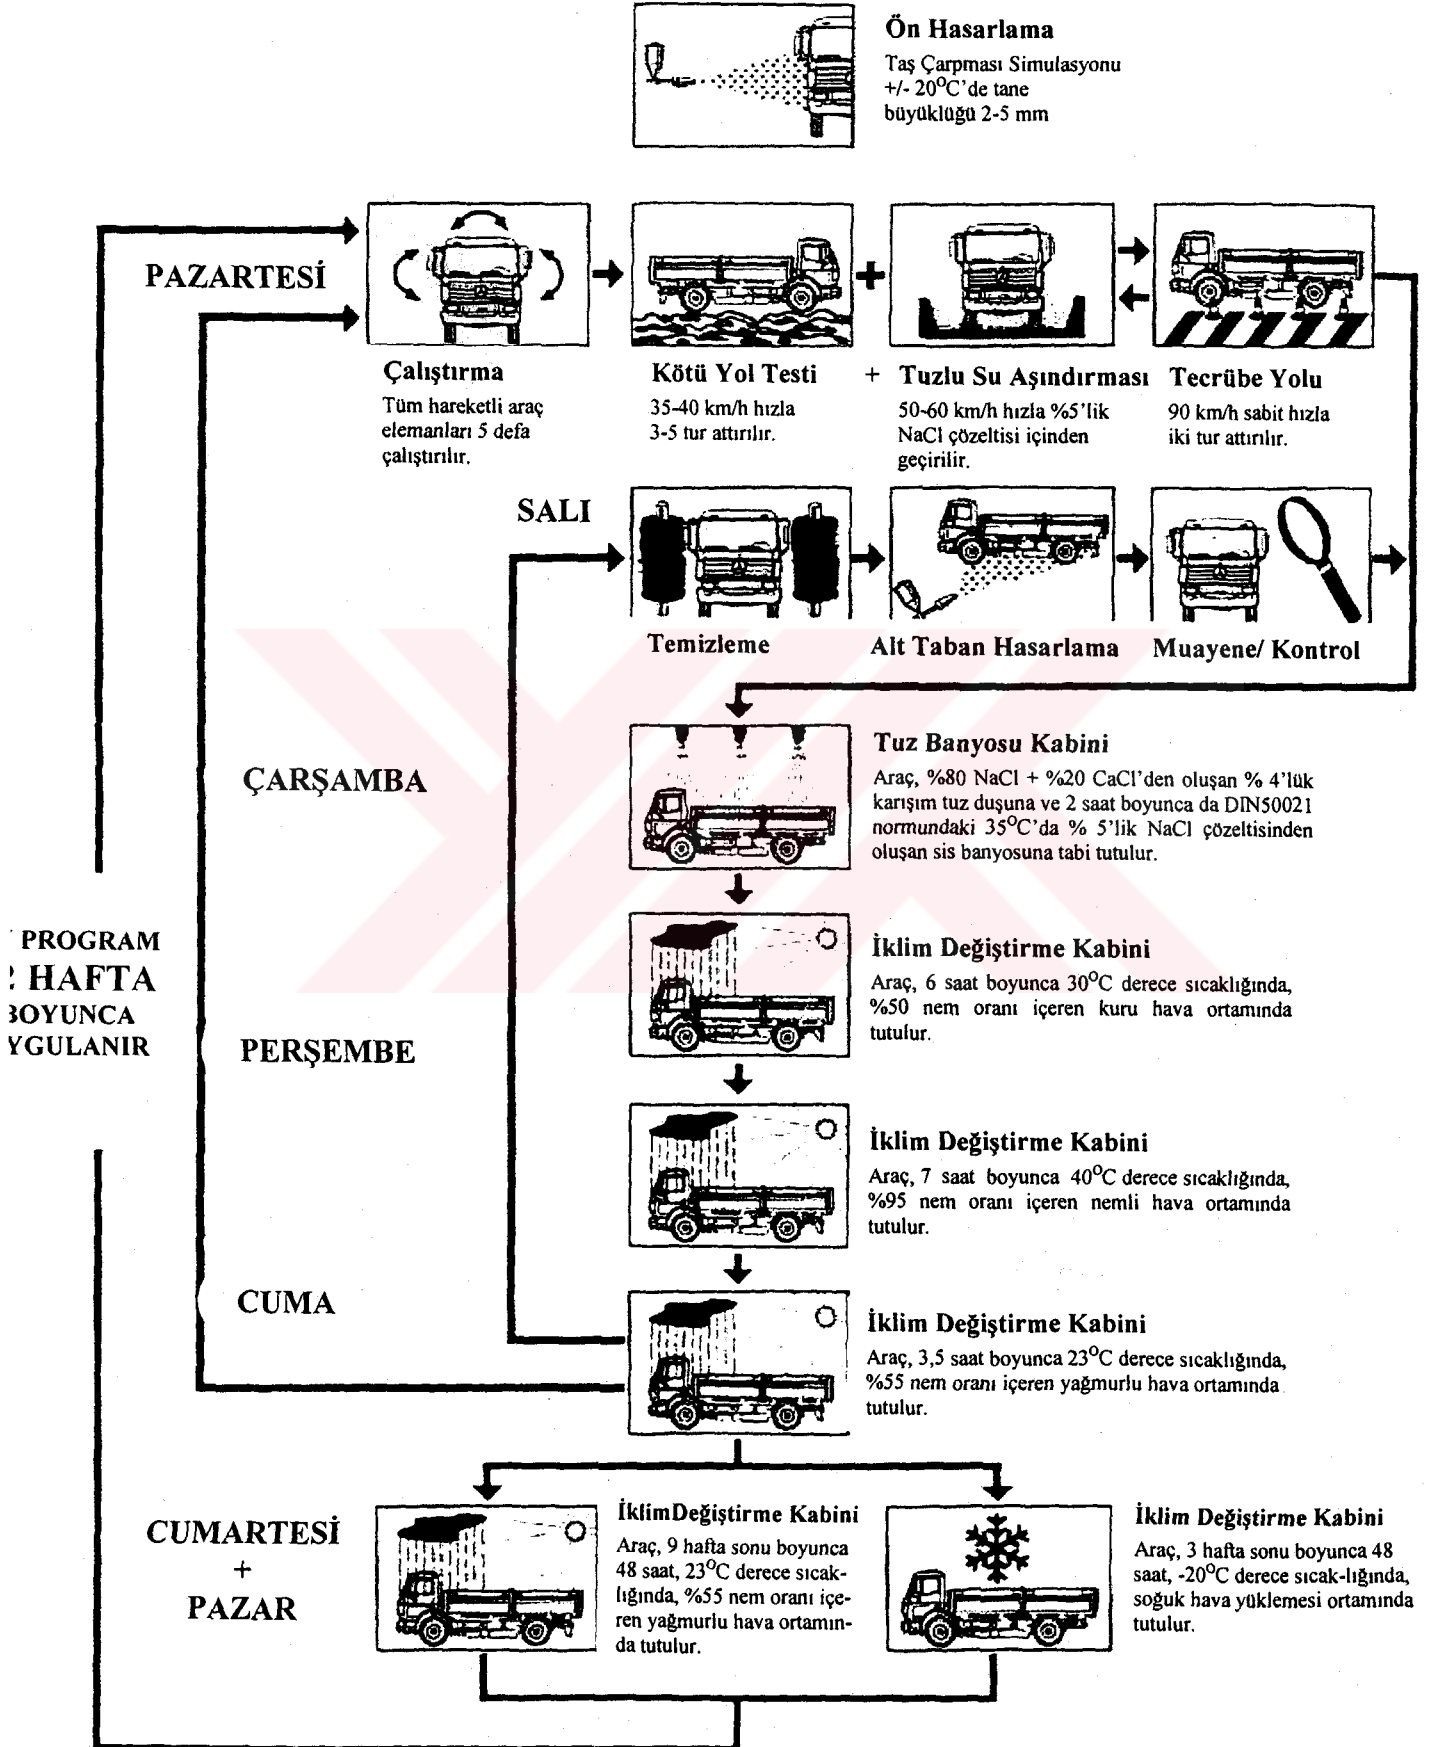 Ön Hasarlama
Taş Çarpması Simulasyonu
+/- 20°C'de tane
büyüklüğü 2-5 mm
PAZARTESİ
Çalıştırma
Tüm hareketli araç
elemanları 5 defa
çalıştırılır.
Kötü Yol Testi
35-40 km/h hızla
3-5 tur attırılır.
+ Tuzlu Su Aşındırması
50-60 km/h hızla %5'lik
NaCl çözeltisi içinden
geçirilir.
Tecrübe Yolu
90 km/h sabit hızla
iki tur attırılır.
SALI
Temizleme
Alt Taban Hasarlama
Muayene/ Kontrol
ÇARŞAMBA
Tuz Banyosu Kabini
Araç, %80 NaCl + %20 CaCl'den oluşan % 4'lük
karışım tuz duşuna ve 2 saat boyunca da DIN50021
normundaki 35°C'da % 5'lik NaCl çözeltisinden
oluşan sis banyosuna tabi tutulur.
PROGRAM
HAFTA
BOYUNCA
YGULANIR
İklim Değiştirme Kabini
Araç, 6 saat boyunca 30°C derece sıcaklığında,
%50 nem oranı içeren kuru hava ortamında
tutulur.
PERŞEMBE
İklim Değiştirme Kabini
Araç, 7 saat boyunca 40°C derece sıcaklığında,
%95 nem oranı içeren nemli hava ortamında
tutulur.
CUMA
İklim Değiştirme Kabini
Araç, 3,5 saat boyunca 23°C derece sıcaklığında,
%55 nem oranı içeren yağmurlu hava ortamında
tutulur.
CUMARTESİ
+
PAZAR
İklimDeğiştirme Kabini
Araç, 9 hafta sonu boyunca
48 saat, 23°C derece sıcak-
lığında, %55 nem oranı içe-
ren yağmurlu hava ortamın-
da tutulur.
İklim Değiştirme Kabini
Araç, 3 hafta sonu boyunca 48
saat, -20°C derece sıcak-lığında,
soğuk hava yüklemesi ortamında
tutulur.